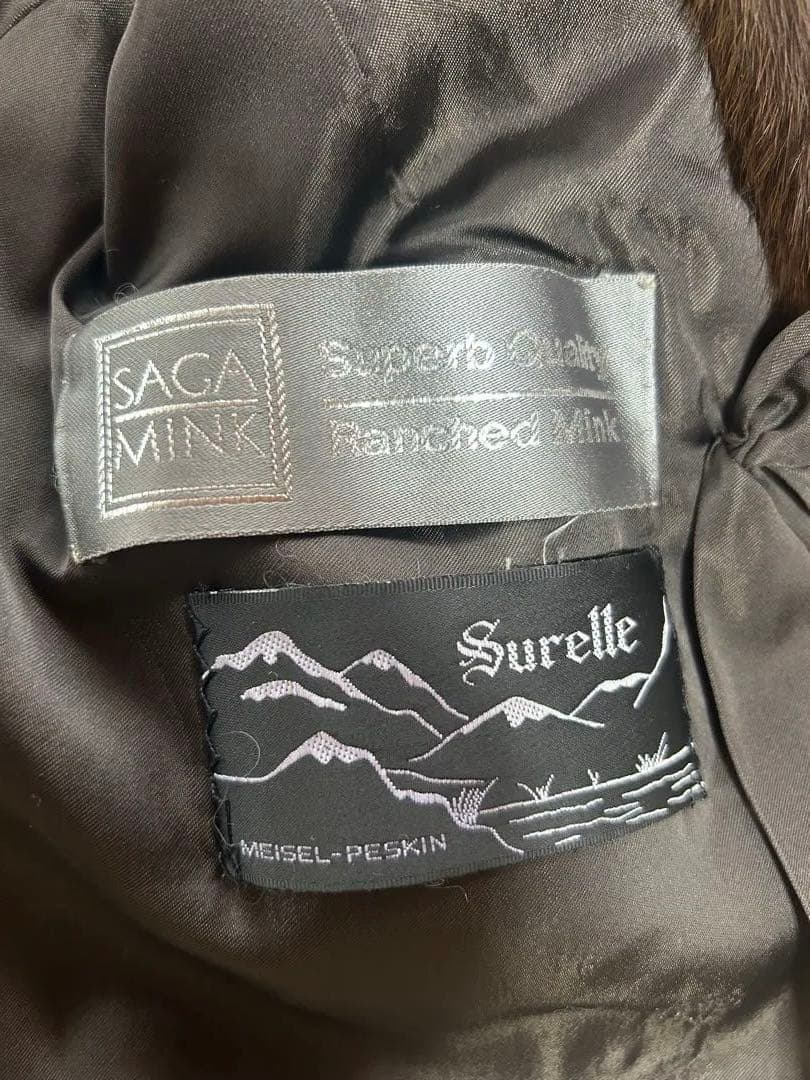 SAGA
MINK
Superb Quality
Ranched Mink
Surelle
MEISEL-PESKIN